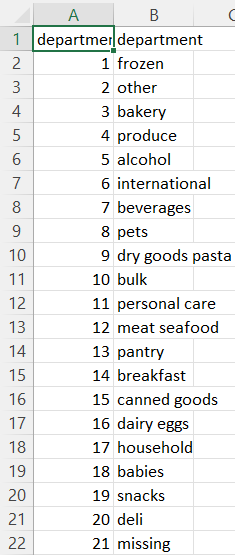 A B C
1 departmen department
2 1 frozen
3 2 other
4 3 bakery
5 4 produce
6 5 alcohol
7 6 international
8 7 beverages
9 8 pets
10 9 dry goods pasta
11 10 bulk
12 11 personal care
13 12 meat seafood
14 13 pantry
15 14 breakfast
16 15 canned goods
17 16 dairy eggs
18 17 household
19 18 babies
20 19 snacks
21 20 deli
22 21 missing